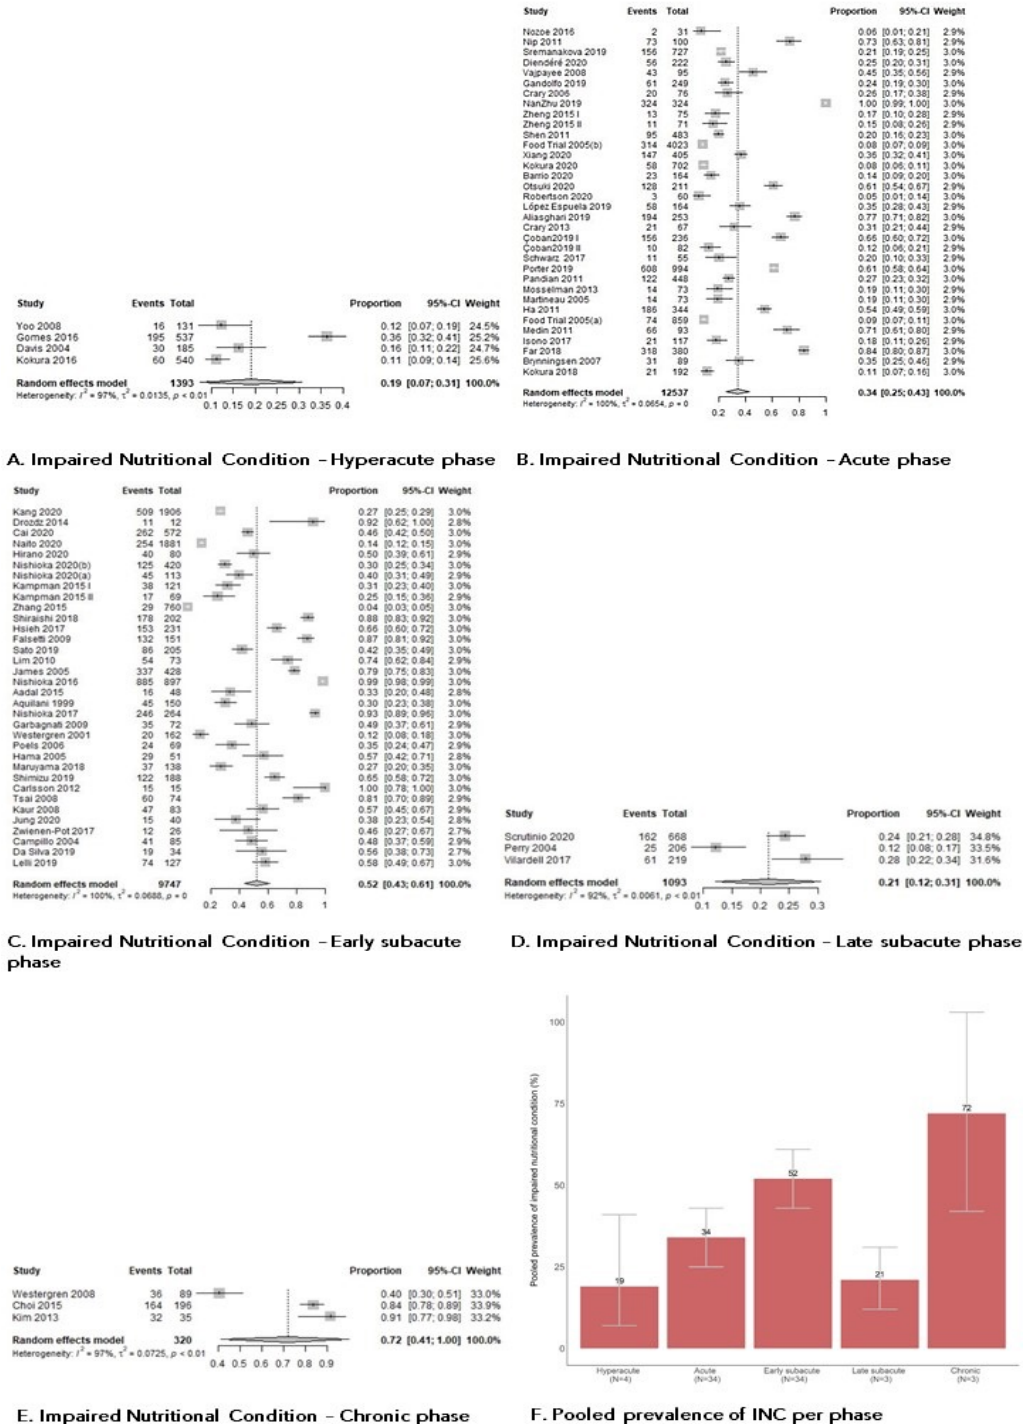 Study Events Total Proportion 95%-CI Weight
Yoo 2008 16 131 0.12 [0.07; 0.19] 24.5%
Gomes 2016 195 537 0.36 [0.32; 0.41] 25.2%
Davis 2004 30 185 0.16 [0.11; 0.22] 24.7%
Kokura 2016 60 540 0.11 [0.09; 0.14] 25.6%
Random effects model 1393 0.19 [0.07; 0.31] 100.0%
Heterogeneity: I² = 97%, τ² = 0.0135, p < 0.01
0.1 0.15 0.2 0.25 0.3 0.35 0.4
A. Impaired Nutritional Condition – Hyperacute phase
Study Events Total Proportion 95%-CI Weight
Nozoe 2016 2 31 0.06 [0.01; 0.21] 2.9%
Nip 2011 73 100 0.73 [0.63; 0.81] 2.9%
Sremanakova 2019 156 727 0.21 [0.19; 0.25] 3.0%
Diendéré 2020 56 222 0.25 [0.20; 0.31] 3.0%
Vajpayee 2008 43 95 0.45 [0.35; 0.56] 2.9%
Gandolfo 2019 61 249 0.24 [0.19; 0.30] 3.0%
Crary 2006 20 76 0.26 [0.17; 0.38] 2.9%
NanZhu 2019 324 324 1.00 [0.99; 1.00] 3.0%
Zheng 2015 I 13 75 0.17 [0.10; 0.28] 2.9%
Zheng 2015 II 11 71 0.15 [0.08; 0.26] 2.9%
Shen 2011 95 483 0.20 [0.16; 0.23] 3.0%
Food Trial 2005(b) 314 4023 0.08 [0.07; 0.09] 3.0%
Xiang 2020 147 405 0.36 [0.32; 0.41] 3.0%
Kokura 2020 58 702 0.08 [0.06; 0.11] 3.0%
Barrio 2020 23 164 0.14 [0.09; 0.20] 3.0%
Otsuki 2020 128 211 0.61 [0.54; 0.67] 3.0%
Robertson 2020 3 60 0.05 [0.01; 0.14] 3.0%
López Espuela 2019 58 164 0.35 [0.28; 0.43] 2.9%
Aliasghari 2019 194 253 0.77 [0.71; 0.82] 3.0%
Crary 2013 21 67 0.31 [0.21; 0.44] 2.9%
Çoban2019 I 156 236 0.66 [0.60; 0.72] 3.0%
Çoban2019 II 10 82 0.12 [0.06; 0.21] 3.0%
Schwarz 2017 11 55 0.20 [0.10; 0.33] 2.9%
Porter 2019 608 994 0.61 [0.58; 0.64] 3.0%
Pandian 2011 122 448 0.27 [0.23; 0.32] 3.0%
Mosselman 2013 14 73 0.19 [0.11; 0.30] 2.9%
Martineau 2005 14 73 0.19 [0.11; 0.30] 2.9%
Ha 2011 186 344 0.54 [0.49; 0.59] 3.0%
Food Trial 2005(a) 74 859 0.09 [0.07; 0.11] 3.0%
Medin 2011 66 93 0.71 [0.61; 0.80] 2.9%
Isono 2017 21 117 0.18 [0.11; 0.26] 3.0%
Far 2018 318 380 0.84 [0.80; 0.87] 3.0%
Brynningsen 2007 31 89 0.35 [0.25; 0.46] 2.9%
Kokura 2018 21 192 0.11 [0.07; 0.16] 3.0%
Random effects model 12537 0.34 [0.25; 0.43] 100.0%
Heterogeneity: I² = 100%, τ² = 0.0654, p = 0
0.2 0.4 0.6 0.8 1
B. Impaired Nutritional Condition – Acute phase
Study Events Total Proportion 95%-CI Weight
Kang 2020 509 1906 0.27 [0.25; 0.29] 3.0%
Drozdz 2014 11 12 0.92 [0.62; 1.00] 2.8%
Cai 2020 262 572 0.46 [0.42; 0.50] 3.0%
Naito 2020 254 1881 0.14 [0.12; 0.15] 3.0%
Hirano 2020 40 80 0.50 [0.39; 0.61] 2.9%
Nishioka 2020(b) 125 420 0.30 [0.25; 0.34] 3.0%
Nishioka 2020(a) 45 113 0.40 [0.31; 0.49] 2.9%
Kampman 2015 I 38 121 0.31 [0.23; 0.40] 2.9%
Kampman 2015 II 17 69 0.25 [0.15; 0.36] 2.9%
Zhang 2015 29 760 0.04 [0.03; 0.05] 3.0%
Shiraishi 2018 178 202 0.88 [0.83; 0.92] 3.0%
Hsieh 2017 153 231 0.66 [0.60; 0.72] 3.0%
Falsetti 2009 132 151 0.87 [0.81; 0.92] 3.0%
Sato 2019 86 205 0.42 [0.35; 0.49] 3.0%
Lim 2010 54 73 0.74 [0.62; 0.84] 2.9%
James 2005 337 428 0.79 [0.75; 0.83] 3.0%
Nishioka 2016 885 897 0.99 [0.98; 0.99] 3.0%
Aadal 2015 16 48 0.33 [0.20; 0.48] 2.8%
Aquilani 1999 45 150 0.30 [0.23; 0.38] 3.0%
Nishioka 2017 246 264 0.93 [0.89; 0.96] 3.0%
Garbagnati 2009 35 72 0.49 [0.37; 0.61] 2.9%
Westergren 2001 20 162 0.12 [0.08; 0.18] 3.0%
Poels 2006 24 69 0.35 [0.24; 0.47] 2.9%
Hama 2005 29 51 0.57 [0.42; 0.71] 2.8%
Maruyama 2018 37 138 0.27 [0.20; 0.35] 3.0%
Shimizu 2019 122 188 0.65 [0.58; 0.72] 3.0%
Carlsson 2012 15 15 1.00 [0.78; 1.00] 2.8%
Tsai 2008 60 74 0.81 [0.70; 0.89] 2.9%
Kaur 2008 47 83 0.57 [0.45; 0.67] 2.9%
Jung 2020 15 40 0.38 [0.23; 0.54] 2.8%
Zwienen-Pot 2017 12 26 0.46 [0.27; 0.67] 2.7%
Campillo 2004 41 85 0.48 [0.37; 0.59] 2.9%
Da Silva 2019 19 34 0.56 [0.38; 0.73] 2.7%
Lelli 2019 74 127 0.58 [0.49; 0.67] 2.9%
Random effects model 9747 0.52 [0.43; 0.61] 100.0%
Heterogeneity: I² = 100%, τ² = 0.0688, p = 0
0.2 0.4 0.6 0.8 1
C. Impaired Nutritional Condition – Early subacute
phase
Study Events Total Proportion 95%-CI Weight
Scrutinio 2020 162 668 0.24 [0.21; 0.28] 34.8%
Perry 2004 25 206 0.12 [0.08; 0.17] 33.5%
Vilardell 2017 61 219 0.28 [0.22; 0.34] 31.6%
Random effects model 1093 0.21 [0.12; 0.31] 100.0%
Heterogeneity: I² = 92%, τ² = 0.0061, p < 0.01
0.1 0.15 0.2 0.25 0.3
D. Impaired Nutritional Condition – Late subacute phase
Study Events Total Proportion 95%-CI Weight
Westergren 2008 36 89 0.40 [0.30; 0.51] 33.0%
Choi 2015 164 196 0.84 [0.78; 0.89] 33.9%
Kim 2013 32 35 0.91 [0.77; 0.98] 33.2%
Random effects model 320 0.72 [0.41; 1.00] 100.0%
Heterogeneity: I² = 97%, τ² = 0.0725, p < 0.01
0.4 0.5 0.6 0.7 0.8 0.9
E. Impaired Nutritional Condition – Chronic phase
Pooled prevalence of impaired nutritional condition (%)
100
75
50
25
0
19 34 52 21 72
Hyperacute Acute Early subacute Late subacute Chronic
(N=4) (N=34) (N=34) (N=3) (N=3)
F. Pooled prevalence of INC per phase